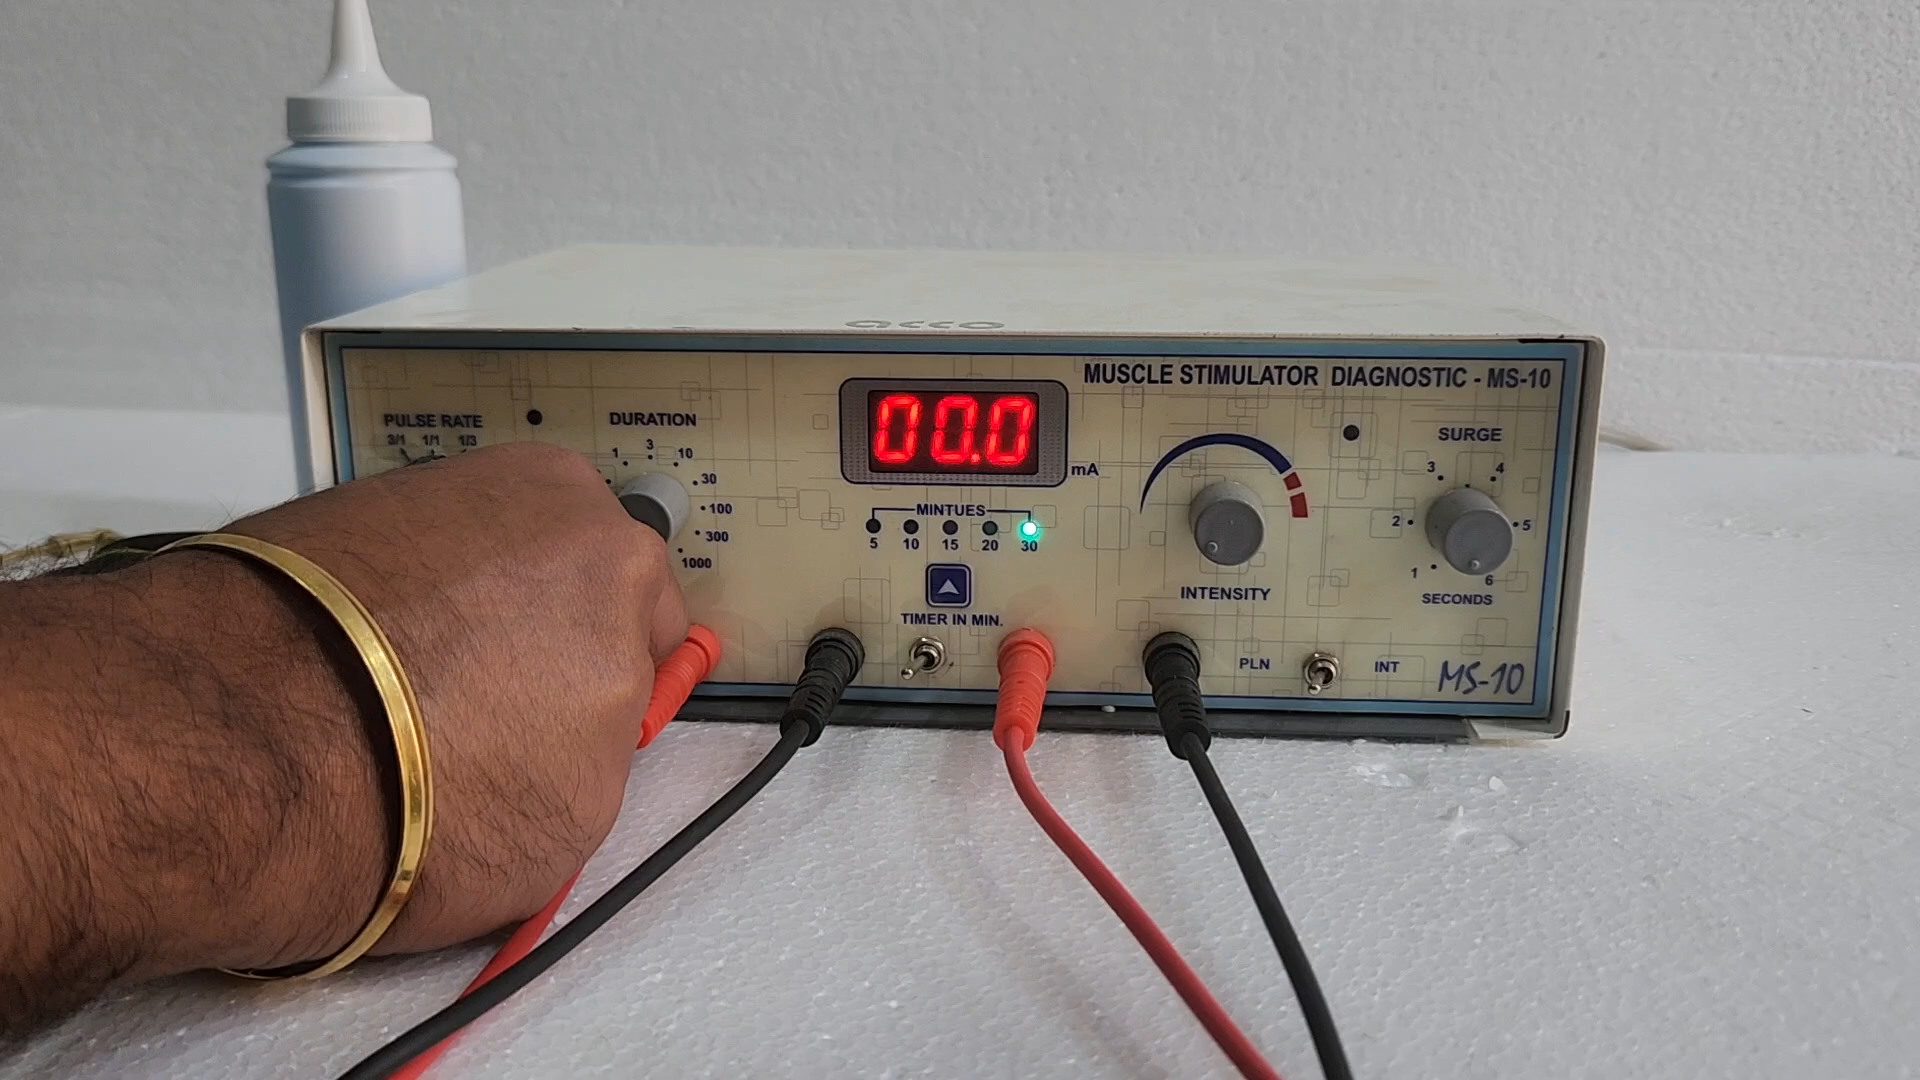 acco
MUSCLE STIMULATOR DIAGNOSTIC - MS-10
PULSE RATE
3/1 1/1 1/3
DURATION
1 3 10 30 100 300 1000
00.0
mA
MINTUES
5 10 15 20 30
TIMER IN MIN.
INTENSITY
SURGE
1 2 3 4 5 6
SECONDS
PLN INT
MS-10